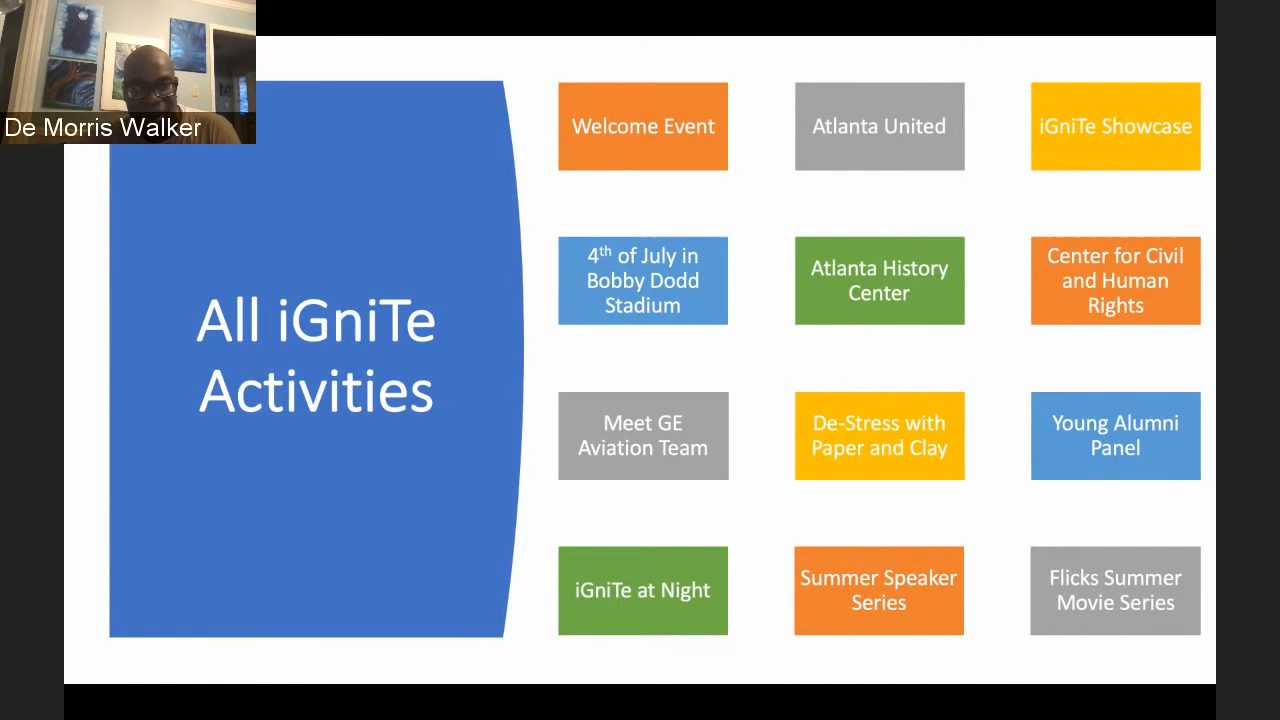 De Morris Walker
All iGniTe
Activities
Welcome Event
Atlanta United
iGniTe Showcase
4th of July in
Bobby Dodd
Stadium
Atlanta History
Center
Center for Civil
and Human
Rights
Meet GE
Aviation Team
De-Stress with
Paper and Clay
Young Alumni
Panel
iGniTe at Night
Summer Speaker
Series
Flicks Summer
Movie Series